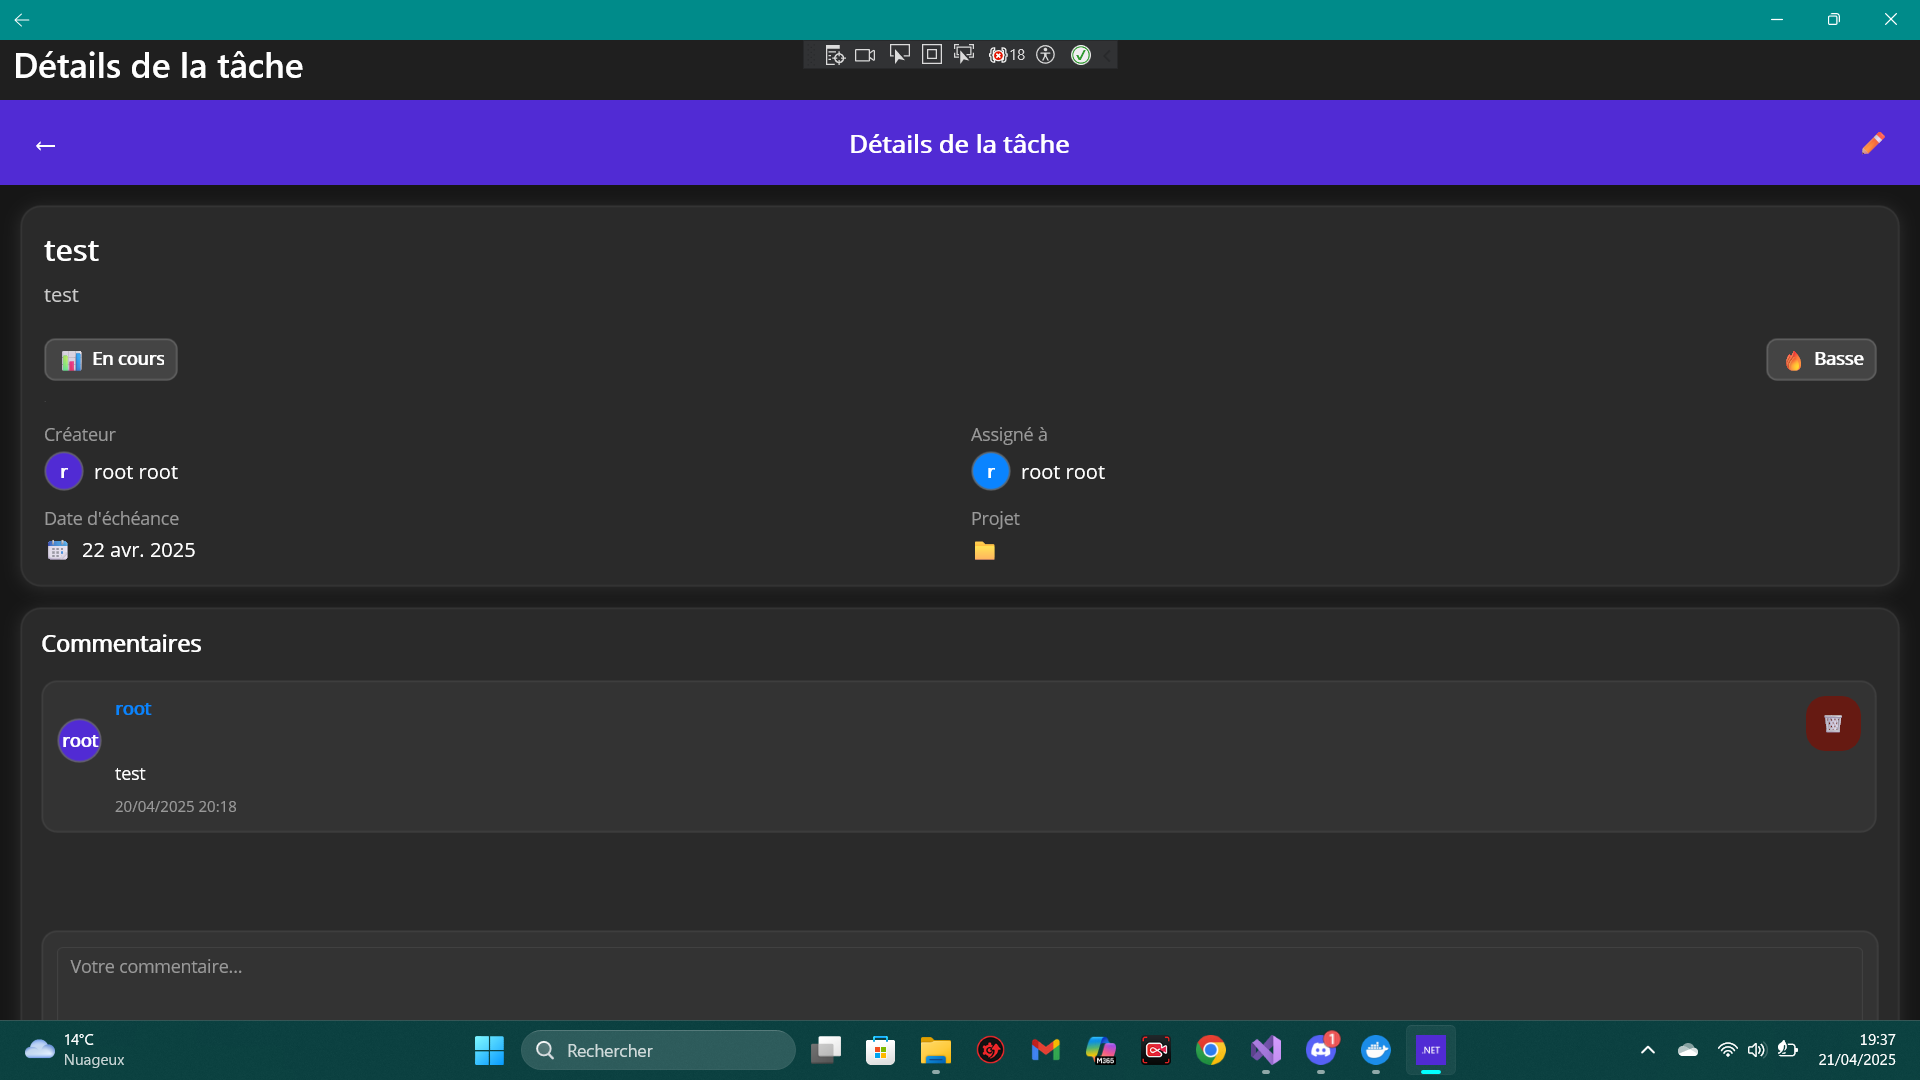 Détails de la tâche
18
←
Détails de la tâche
test
test
En cours
Basse
Créateur
Assigné à
r
root root
r
root root
Date d'échéance
Projet
22 avr. 2025
Commentaires
root
root
test
20/04/2025 20:18
Votre commentaire...
14°C
Nuageux
Rechercher
M365
1
.NET
19:37
21/04/2025